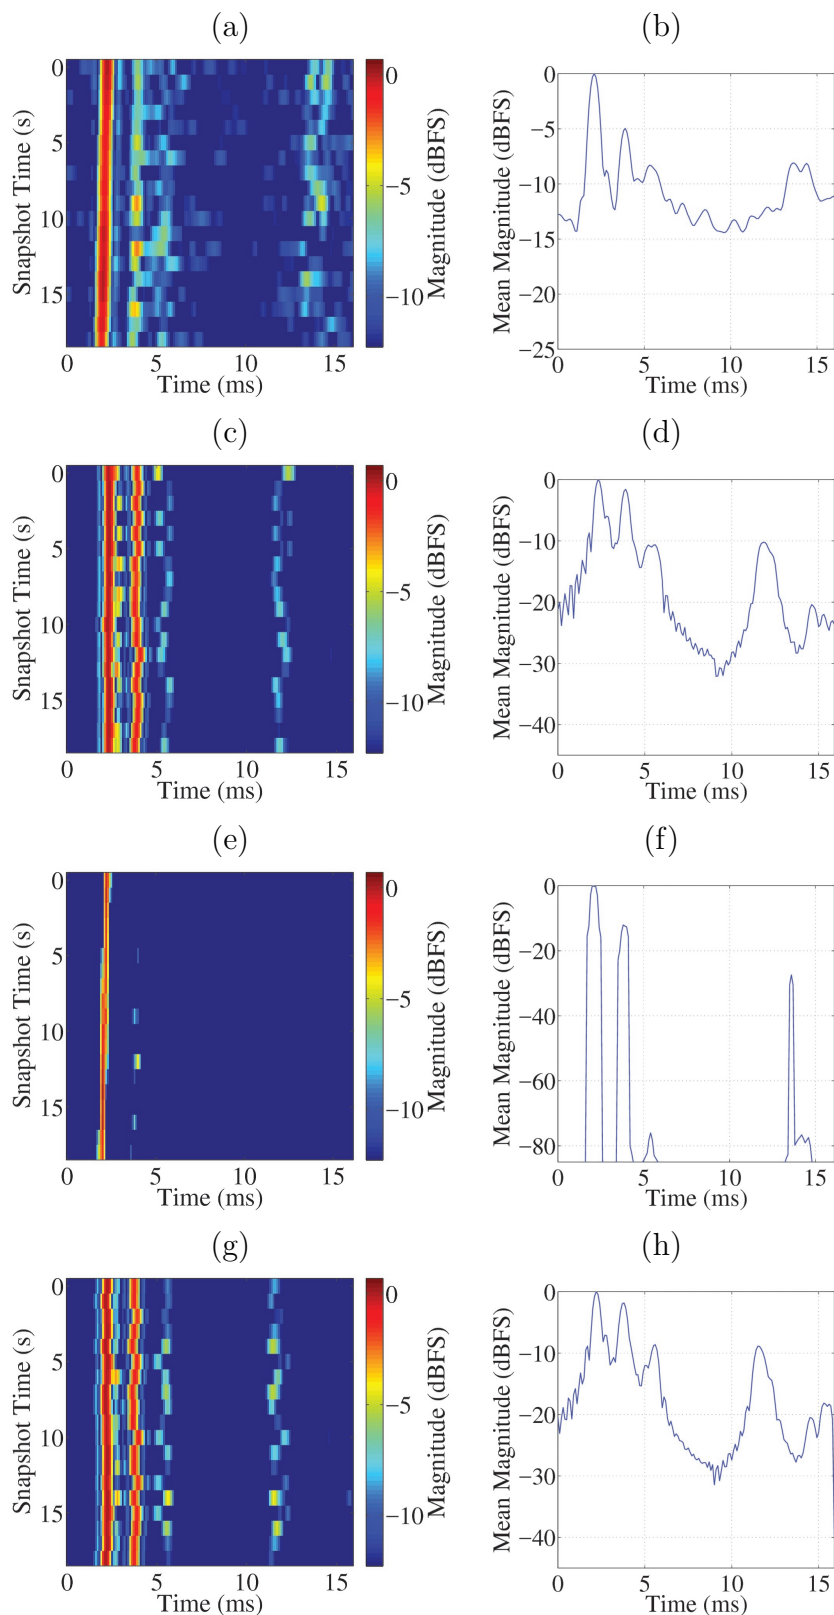 (a)
(b)
0
5
10
15
Snapshot Time (s)
0
5
10
15
Time (ms)
0
−5
−10
Magnitude (dBFS)
0
−5
−10
−15
−20
−25
Mean Magnitude (dBFS)
0
5
10
15
Time (ms)
(c)
(d)
0
5
10
15
Snapshot Time (s)
0
5
10
15
Time (ms)
0
−5
−10
Magnitude (dBFS)
0
−10
−20
−30
−40
Mean Magnitude (dBFS)
0
5
10
15
Time (ms)
(e)
(f)
0
5
10
15
Snapshot Time (s)
0
5
10
15
Time (ms)
0
−5
−10
Magnitude (dBFS)
0
−20
−40
−60
−80
Mean Magnitude (dBFS)
0
5
10
15
Time (ms)
(g)
(h)
0
5
10
15
Snapshot Time (s)
0
5
10
15
Time (ms)
0
−5
−10
Magnitude (dBFS)
0
−10
−20
−30
−40
Mean Magnitude (dBFS)
0
5
10
15
Time (ms)